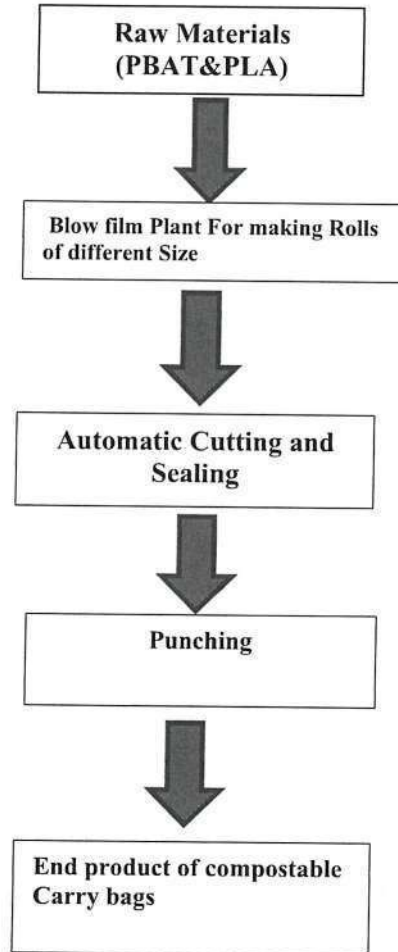 Raw Materials
(PBAT&PLA)
Blow film Plant For making Rolls
of different Size
Automatic Cutting and
Sealing
Punching
End product of compostable
Carry bags